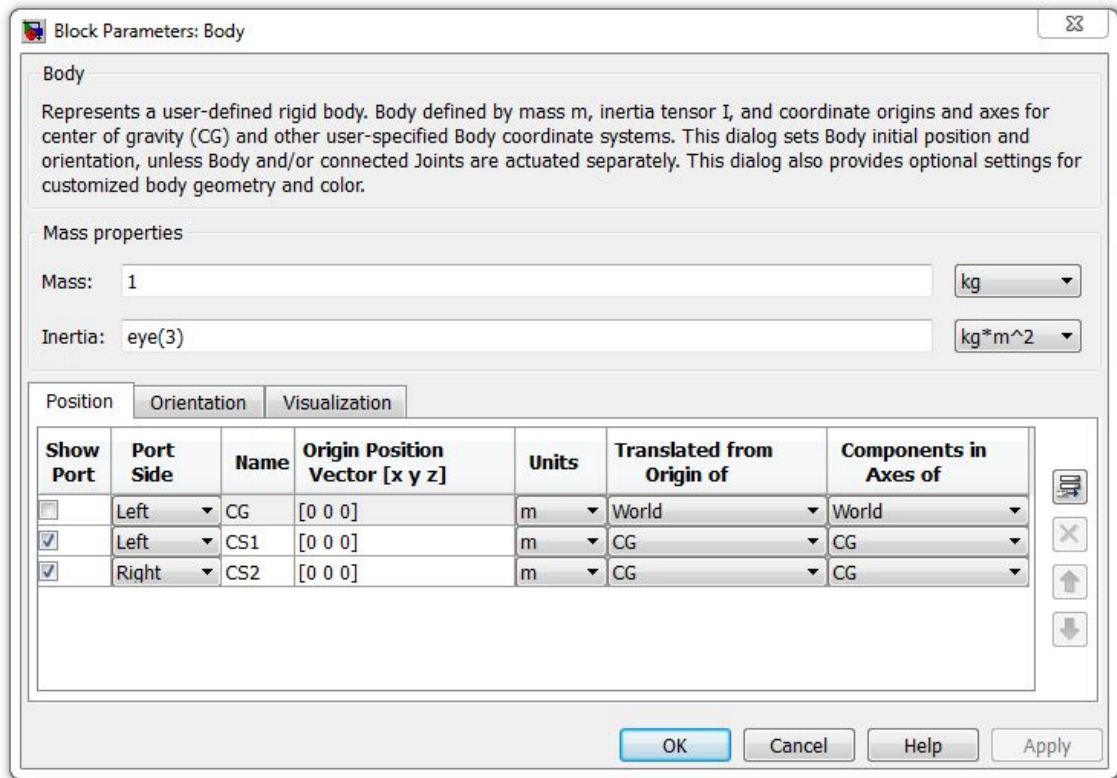 Block Parameters: Body
Body
Represents a user-defined rigid body. Body defined by mass m, inertia tensor I, and coordinate origins and axes for
center of gravity (CG) and other user-specified Body coordinate systems. This dialog sets Body initial position and
orientation, unless Body and/or connected Joints are actuated separately. This dialog also provides optional settings for
customized body geometry and color.
Mass properties
Mass: 1 kg
Inertia: eye(3) kg*m^2
Position Orientation Visualization
Show Port Port Side Name Origin Position Vector [x y z] Units Translated from Origin of Components in Axes of
Left CG [0 0 0] m World World
Left CS1 [0 0 0] m CG CG
Right CS2 [0 0 0] m CG CG
OK Cancel Help Apply